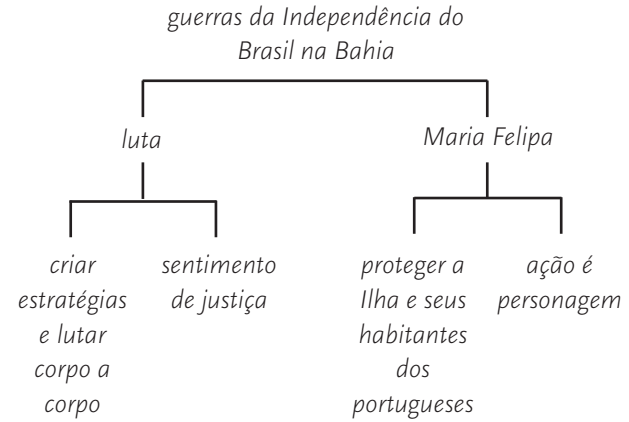 guerras da Independência do
Brasil na Bahia
luta
Maria Felipa
criar
estratégias
e lutar
corpo a
corpo
sentimento
de justiça
proteger a
Ilha e seus
habitantes
dos
portugueses
ação é
personagem